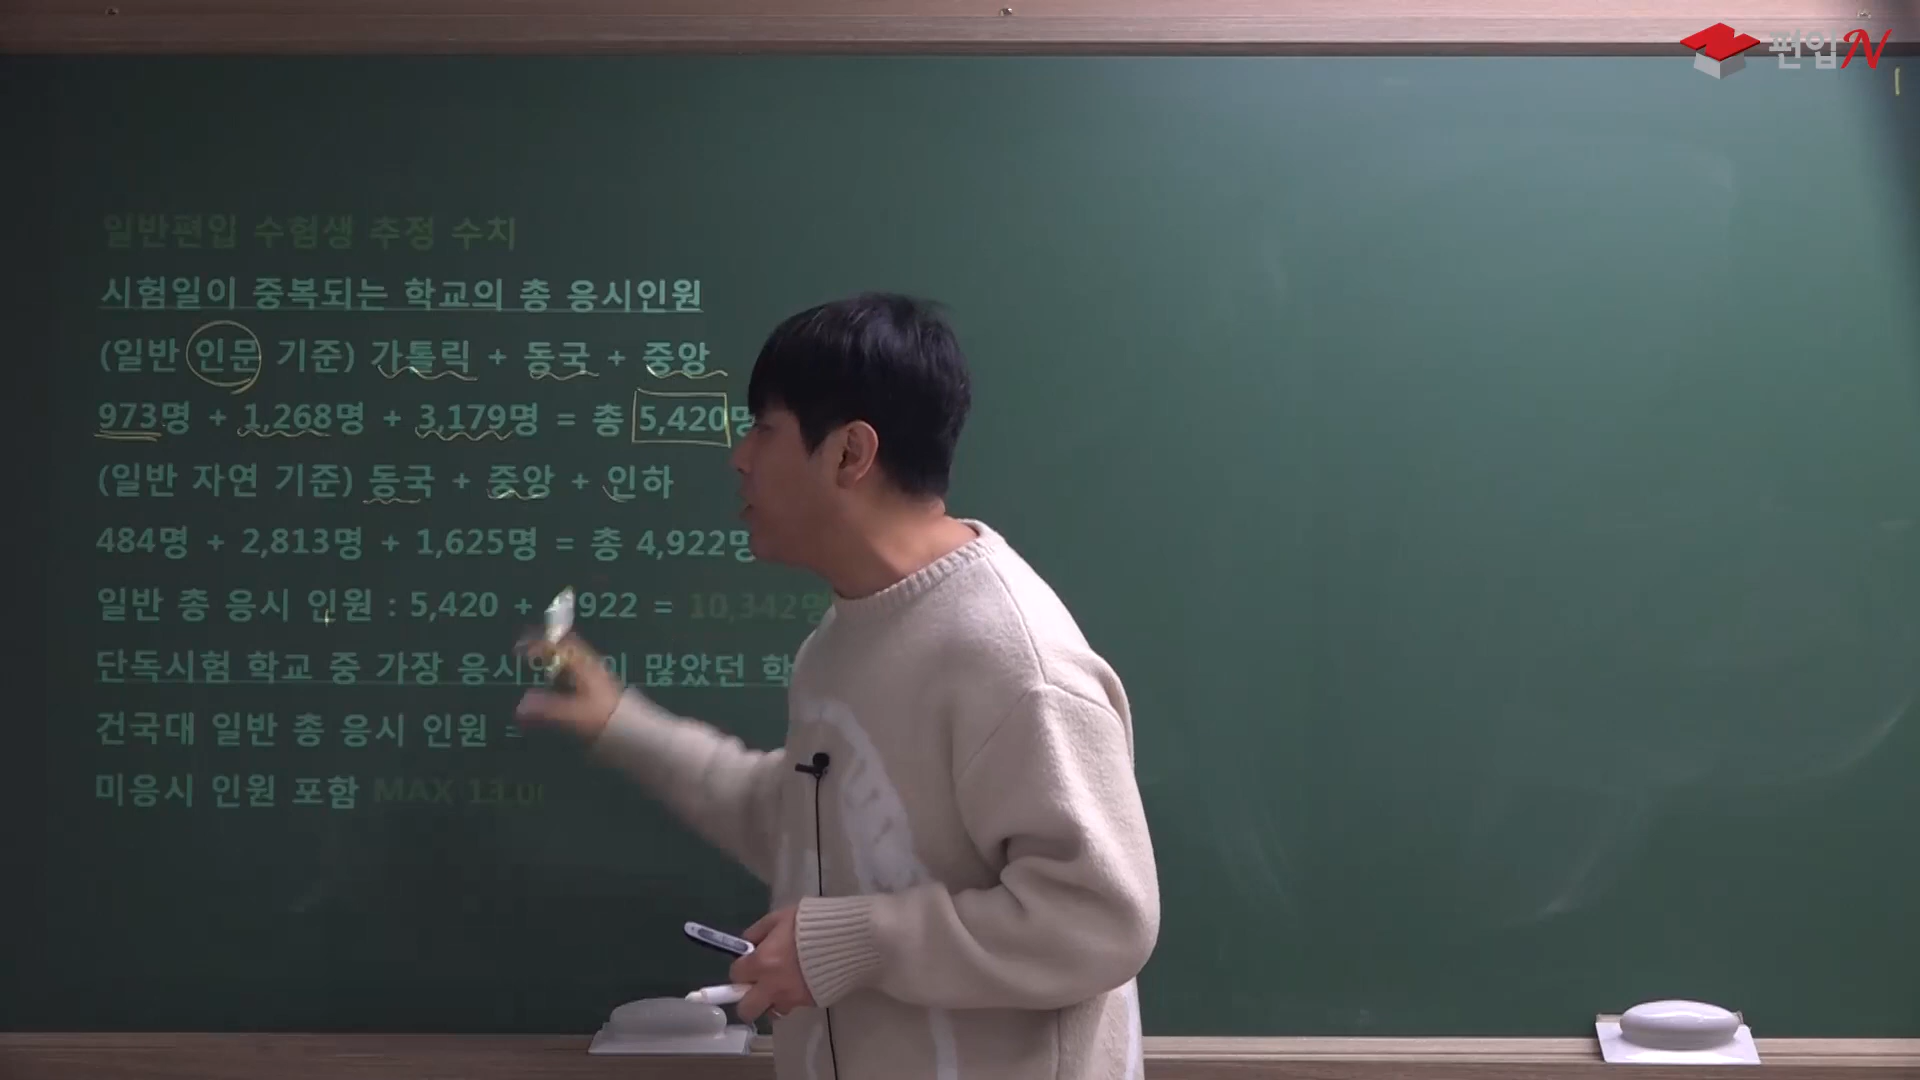 편입N
일반편입 수험생 추정 수치
시험일이 중복되는 학교의 총 응시인원
(일반 인문 기준) 가톨릭 + 동국 + 중앙
973명 + 1,268명 + 3,179명 = 총 5,420명
(일반 자연 기준) 동국 + 중앙 + 인하
484명 + 2,813명 + 1,625명 = 총 4,922명
일반 총 응시 인원 : 5,420 + 922 = 10,342명
단독시험 학교 중 가장 많았던
건국대 일반 총 응시 인원 =
미응시 인원 포함 MAX